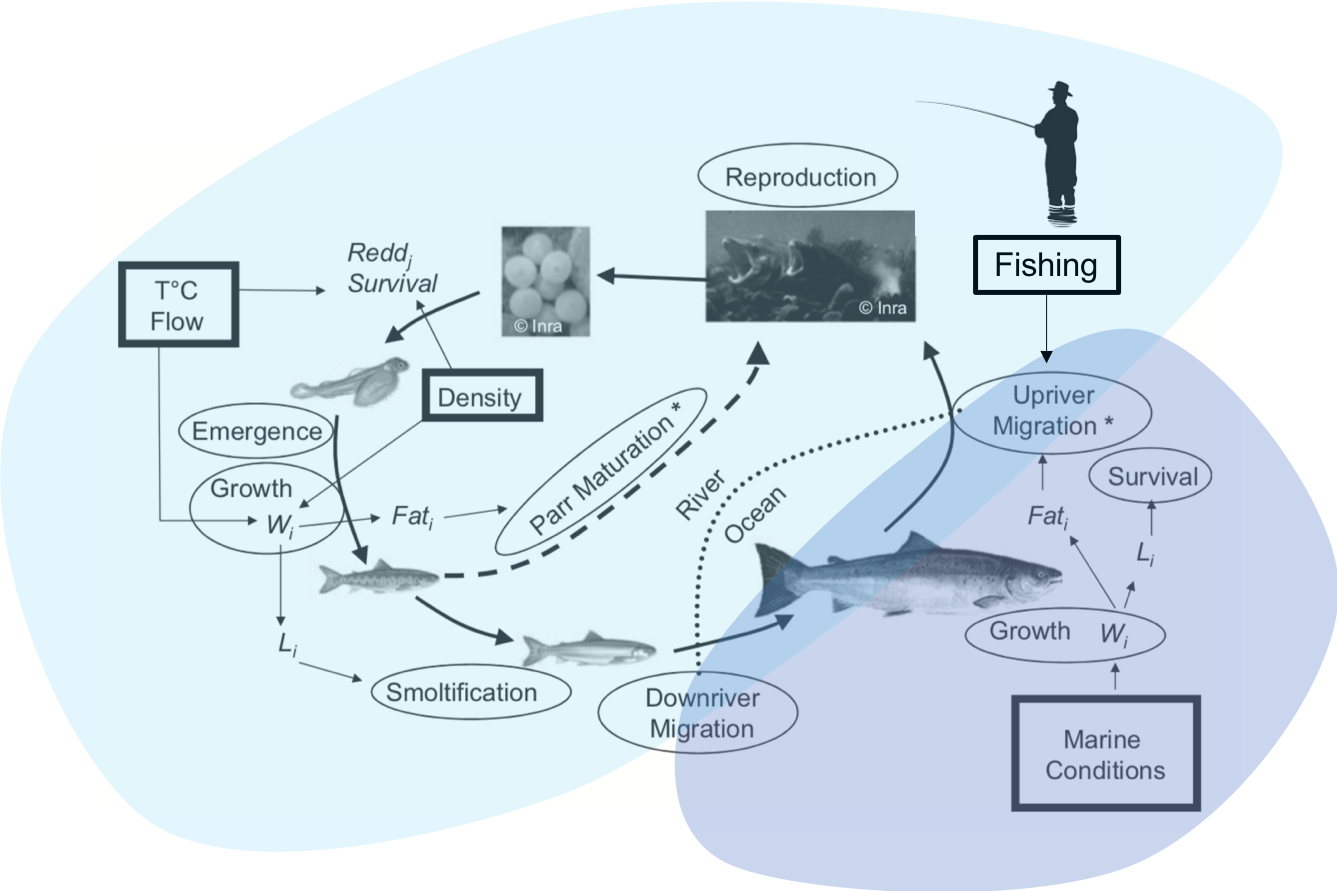 Reproduction
Fishing
Redd_j
Survival
T°C
Flow
© Inra
© Inra
Density
Emergence
Growth
W_i
Fat_i
Parr Maturation *
River
Ocean
Upriver
Migration *
Survival
Fat_i
L_i
Growth W_i
L_i
Smoltification
Downriver
Migration
Marine
Conditions